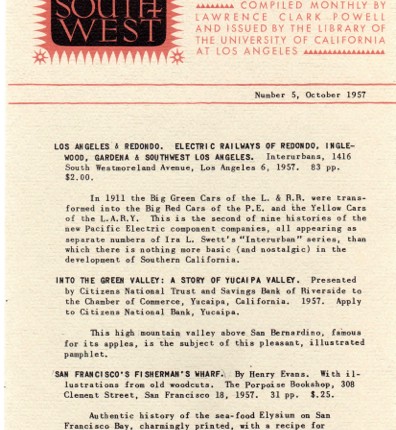 SOUTH
WEST
COMPILED MONTHLY BY
LAWRENCE CLARK POWELL
AND ISSUED BY THE LIBRARY OF
THE UNIVERSITY OF CALIFORNIA
AT LOS ANGELES
Number 5, October 1957
LOS ANGELES & REDONDO. ELECTRIC RAILWAYS OF REDONDO, INGLE-
WOOD, GARDENA & SOUTHWEST LOS ANGELES. Interurbans, 1416
South Westmoreland Avenue, Los Angeles 6, 1957. 83 pp.
$2.00.
In 1911 the Big Green Cars of the L. & R.R. were trans-
formed into the Big Red Cars of the P.E. and the Yellow Cars
of the L.A.R.Y. This is the second of nine histories of the
new Pacific Electric component companies, all appearing as
separate numbers of Ira L. Swett's "Interurban" series, than
which there is nothing more basic (and nostalgic) in the
development of Southern California.
INTO THE GREEN VALLEY: A STORY OF YUCAIPA VALLEY. Presented
by Citizens National Trust and Savings Bank of Riverside to
the Chamber of Commerce, Yucaipa, California. 1957. Apply
to Citizens National Bank, Yucaipa.
This high mountain valley above San Bernardino, famous
for its apples, is the subject of this pleasant, illustrated
pamphlet.
SAN FRANCISCO'S FISHERMAN'S WHARF. By Henry Evans. With il-
lustrations from old woodcuts. The Porpoise Bookshop, 308
Clement Street, San Francisco 18, 1957. 31 pp. $.25.
Authentic history of the sea-food Elysium on San
Francisco Bay, charmingly printed, with a recipe for